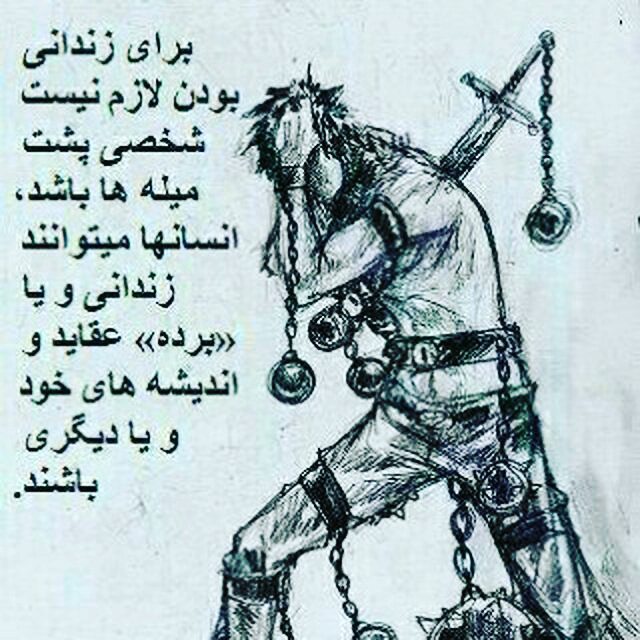 برای زندانی
بودن لازم نیست
شخصی پشت
میله ها باشد،
انسانها میتوانند
زندانی و یا
«برده» عقاید و
اندیشه های خود
و یا دیگری
باشند.